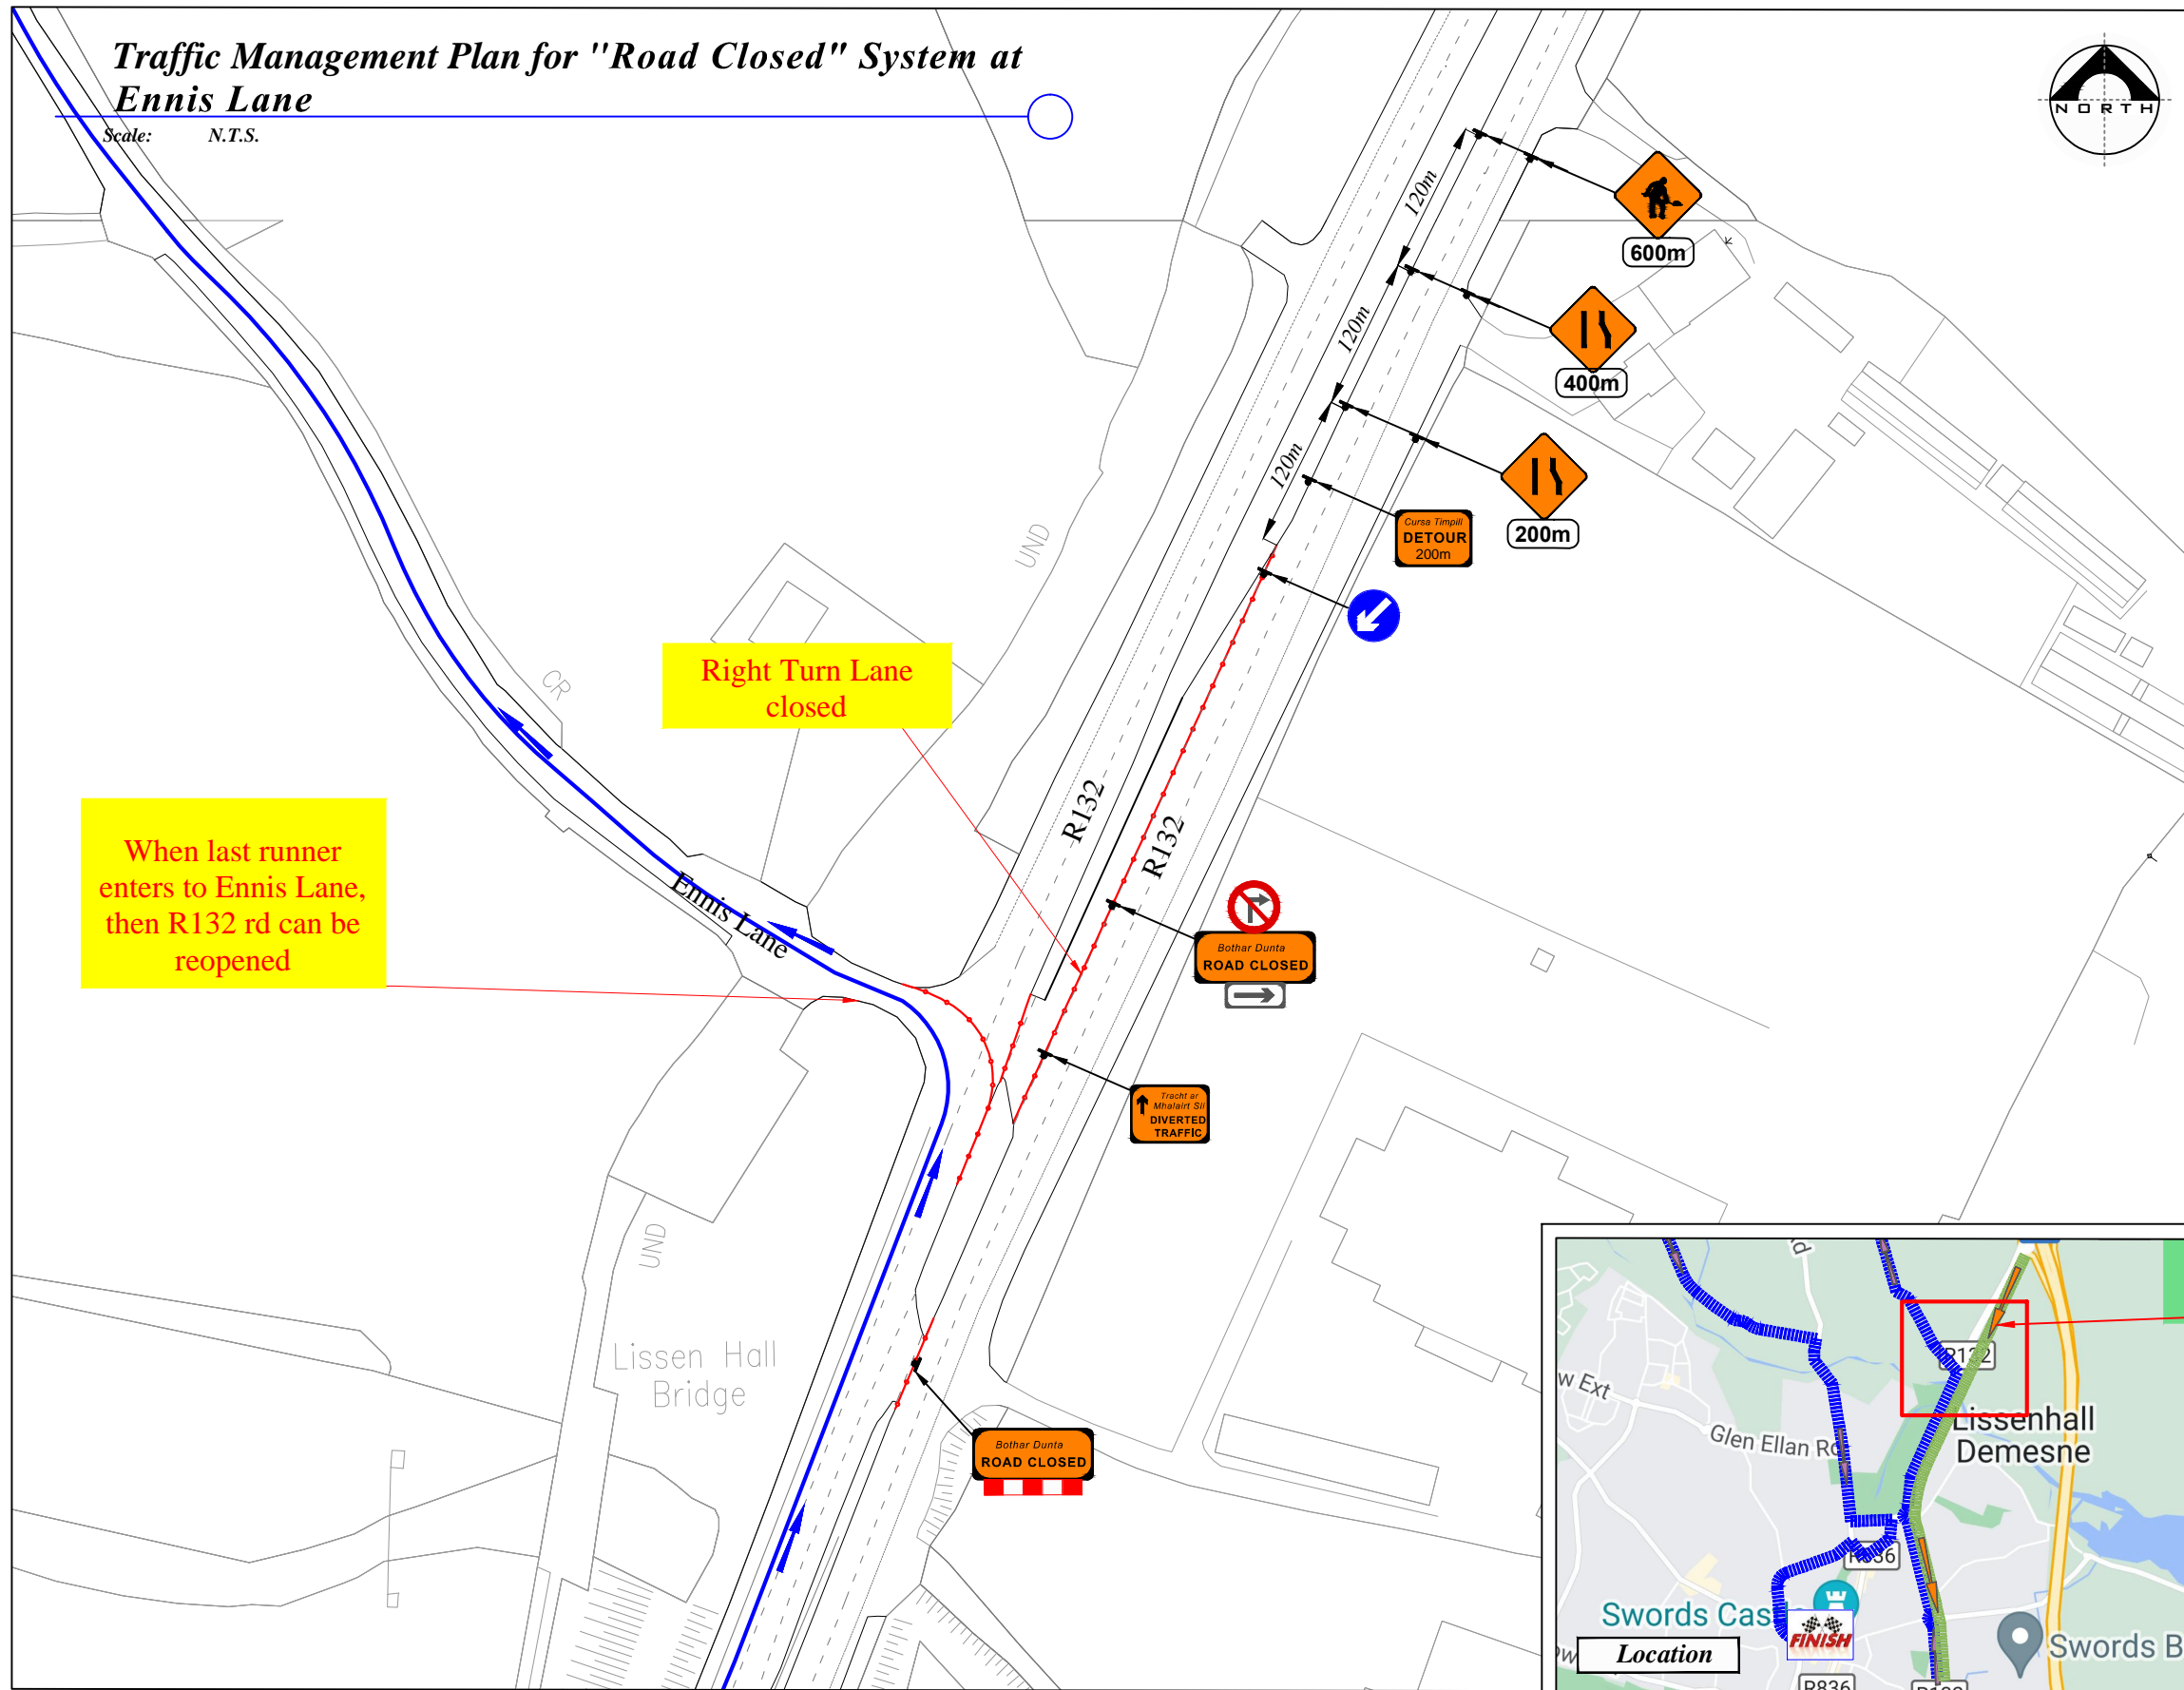 Traffic Management Plan for "Road Closed" System at
Ennis Lane
Scale: N.T.S.
NORTH
120m
600m
120m
400m
120m
200m
Cursa Timpill
DETOUR
200m
UND
CR
Right Turn Lane
closed
R132
R132
When last runner
enters to Ennis Lane,
then R132 rd can be
reopened
Ennis Lane
Bothar Dunta
ROAD CLOSED
Tracht ar
Mhalairt Sli
DIVERTED
TRAFFIC
UND
Lissen Hall
Bridge
Bothar Dunta
ROAD CLOSED
R132
w Ext
Glen Ellan Rd
Lissenhall
Demesne
R836
Swords Castle
FINISH
Swords B
Location
R836
R132